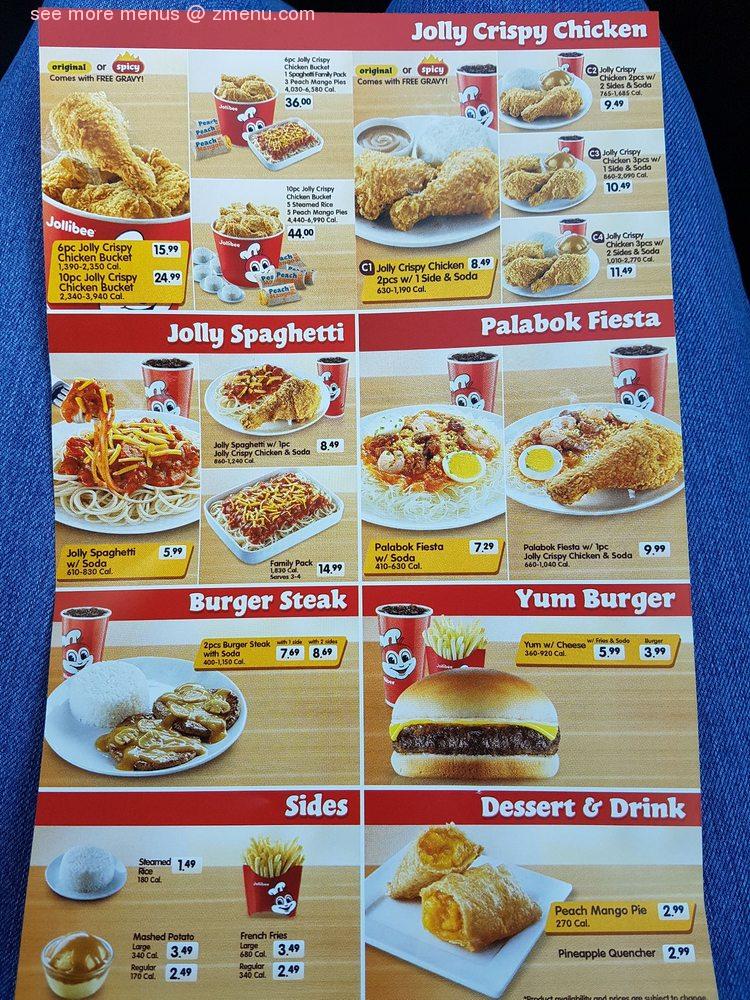 see more menus @ zmenu.com
Jolly Crispy Chicken
original or spicy
Comes with FREE GRAVY!
Jollibee
6pc Jolly Crispy
Chicken Bucket
1,390-2,350 Cal.
15.99
10pc Jolly Crispy
Chicken Bucket
2,340-3,940 Cal.
24.99
6pc Jolly Crispy
Chicken Bucket
1 Spaghetti Family Pack
3 Peach Mango Pies
4,030-6,580 Cal.
36.00
10pc Jolly Crispy
Chicken Bucket
5 Steamed Rice
5 Peach Mango Pies
4,440-6,990 Cal.
44.00
original or spicy
Comes with FREE GRAVY!
C1 Jolly Crispy Chicken 8.49
2pcs w/ 1 Side & Soda
630-1,190 Cal.
C2 Jolly Crispy
Chicken 2pcs w/
2 Sides & Soda
765-1,685 Cal.
9.49
C3 Jolly Crispy
Chicken 3pcs w/
1 Side & Soda
860-2,090 Cal.
10.49
C4 Jolly Crispy
Chicken 3pcs w/
2 Sides & Soda
1,010-2,770 Cal.
11.49
Jolly Spaghetti
Jolly Spaghetti
w/ Soda
610-830 Cal.
5.99
Jolly Spaghetti w/ 1pc
Jolly Crispy Chicken & Soda
860-1,240 Cal.
8.49
Family Pack
1,830 Cal.
Serves 3-4
14.99
Palabok Fiesta
Palabok Fiesta
w/ Soda
410-630 Cal.
7.29
Palabok Fiesta w/ 1pc
Jolly Crispy Chicken & Soda
660-1,040 Cal.
9.99
Burger Steak
2pcs Burger Steak
with Soda
400-1,150 Cal.
with 1 side with 2 sides
7.69 8.69
Yum Burger
Yum w/ Cheese
360-920 Cal.
w/ Fries & Soda Burger
5.99 3.99
Sides
Steamed
Rice
180 Cal.
1.49
Mashed Potato
Large
340 Cal.
3.49
Regular
170 Cal.
2.49
French Fries
Large
680 Cal.
3.49
Regular
340 Cal.
2.49
Dessert & Drink
Peach Mango Pie 2.99
270 Cal.
Pineapple Quencher 2.99
*Product availability and prices are subject to change